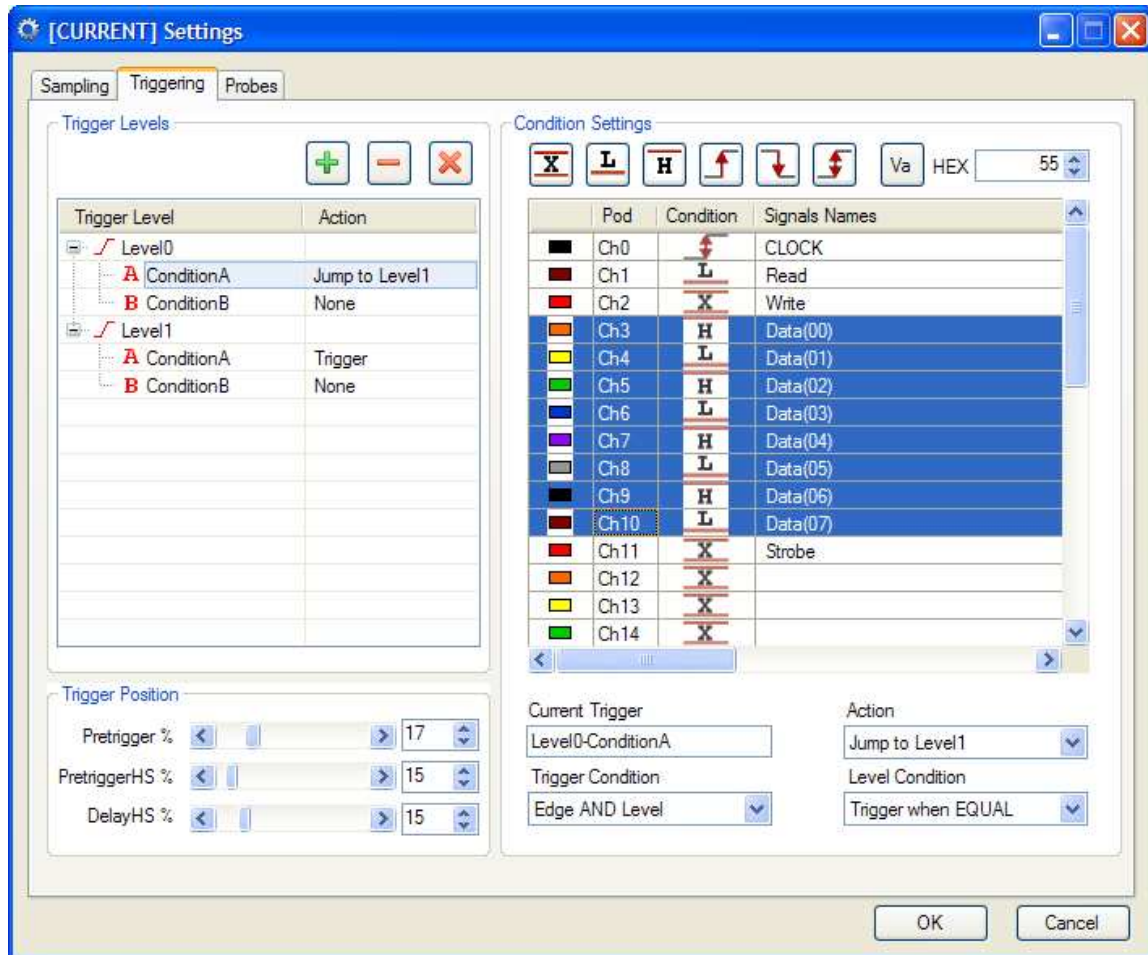 [CURRENT] Settings
Sampling Triggering Probes
Trigger Levels
Trigger Level Action
Level0
A ConditionA Jump to Level1
B ConditionB None
Level1
A ConditionA Trigger
B ConditionB None
Trigger Position
Pretrigger % 17
PretriggerHS % 15
DelayHS % 15
Condition Settings
X L H Va HEX 55
Pod Condition Signals Names
Ch0 CLOCK
Ch1 L Read
Ch2 X Write
Ch3 H Data(00)
Ch4 L Data(01)
Ch5 H Data(02)
Ch6 L Data(03)
Ch7 H Data(04)
Ch8 L Data(05)
Ch9 H Data(06)
Ch10 L Data(07)
Ch11 X Strobe
Ch12 X
Ch13 X
Ch14 X
Current Trigger Action
Level0-ConditionA Jump to Level1
Trigger Condition Level Condition
Edge AND Level Trigger when EQUAL
OK Cancel